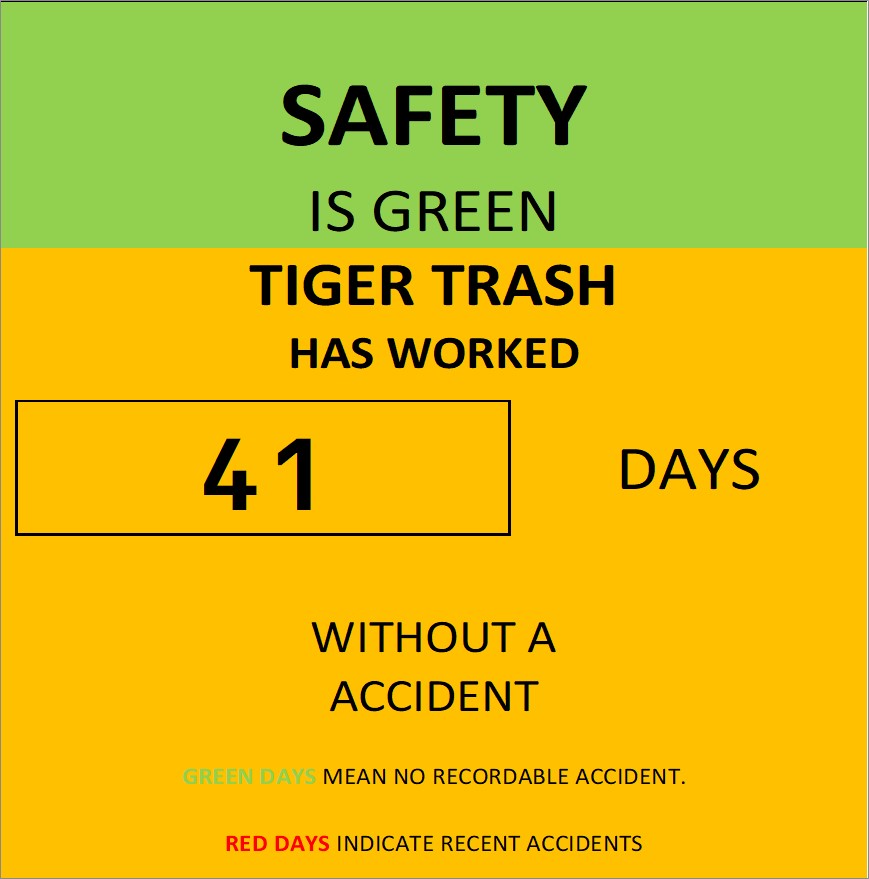 SAFETY
IS GREEN
TIGER TRASH
HAS WORKED
41 DAYS
WITHOUT A
ACCIDENT
GREEN DAYS MEAN NO RECORDABLE ACCIDENT.
RED DAYS INDICATE RECENT ACCIDENTS